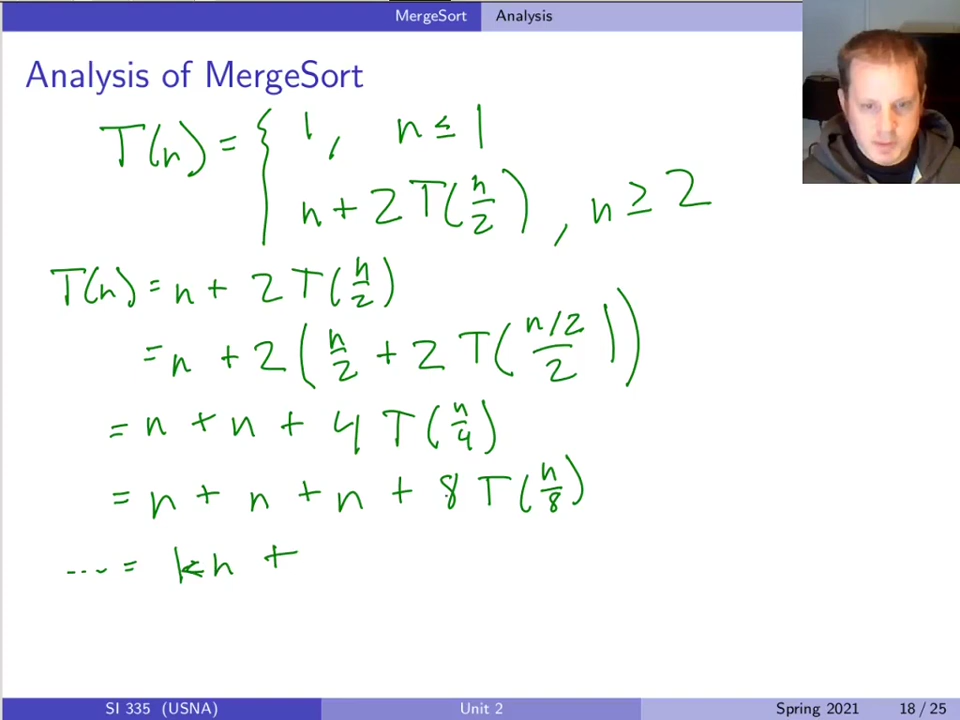 MergeSort Analysis
Analysis of MergeSort
T(n) = { 1, n ≤ 1
n + 2T(n/2), n ≥ 2
T(n) = n + 2T(n/2)
= n + 2(n/2 + 2T((n/2)/2))
= n + n + 4T(n/4)
= n + n + n + 8T(n/8)
... = kn +
SI 335 (USNA) Unit 2 Spring 2021 18 / 25